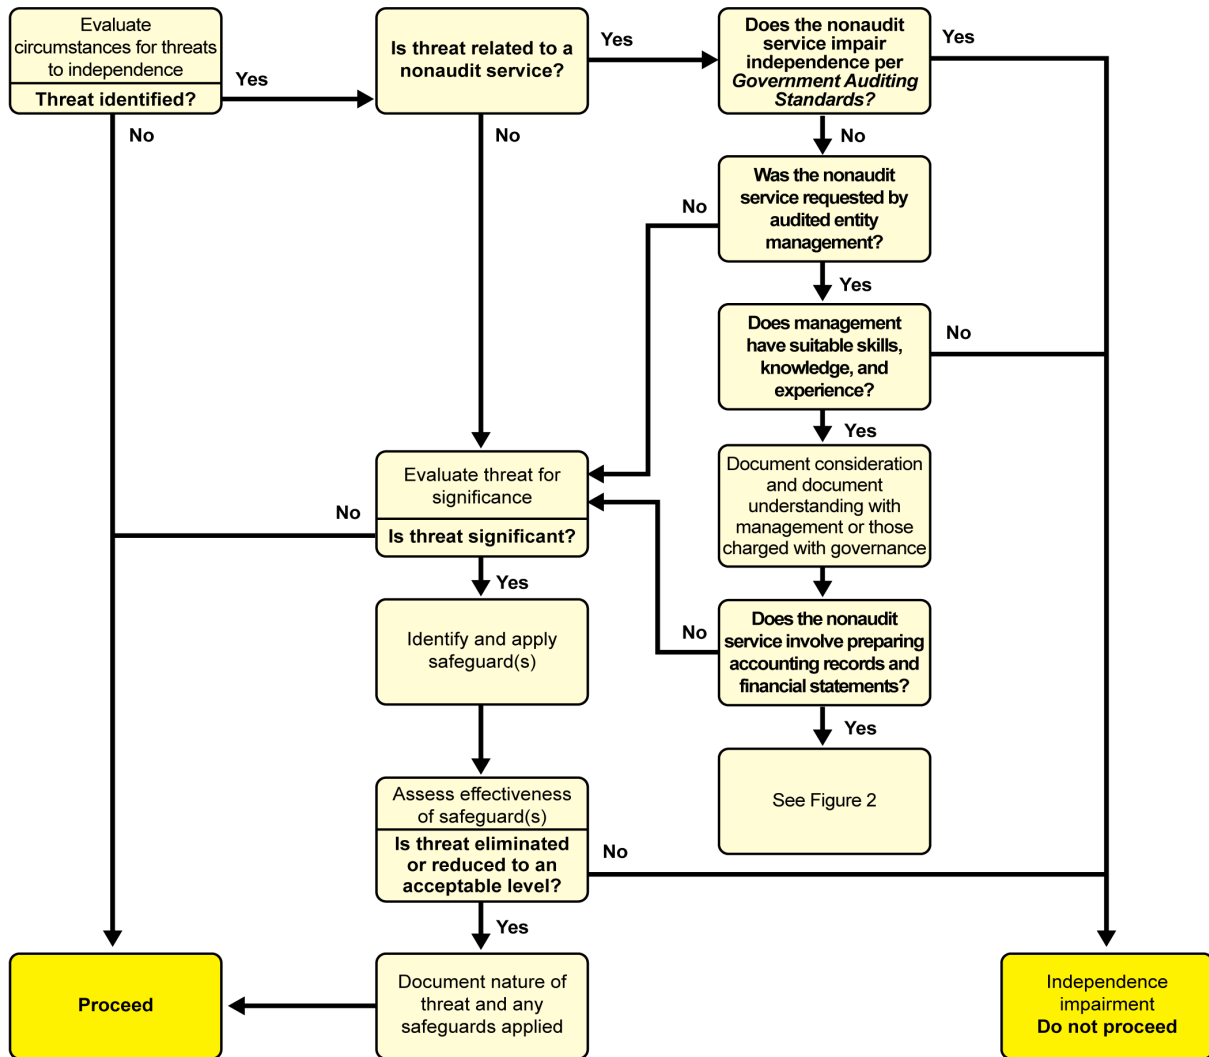 Evaluate
circumstances for threats
to independence
Threat identified?
Yes
No
Is threat related to a
nonaudit service?
Yes
No
Does the nonaudit
service impair
independence per
Government Auditing
Standards?
Yes
No
Was the nonaudit
service requested by
audited entity
management?
No
Yes
Does management
have suitable skills,
knowledge, and
experience?
No
Yes
Document consideration
and document
understanding with
management or those
charged with governance
Evaluate threat for
significance
Is threat significant?
No
Yes
Does the nonaudit
service involve preparing
accounting records and
financial statements?
No
Yes
Identify and apply
safeguard(s)
See Figure 2
Assess effectiveness
of safeguard(s)
Is threat eliminated
or reduced to an
acceptable level?
No
Yes
Proceed
Document nature of
threat and any
safeguards applied
Independence
impairment
Do not proceed